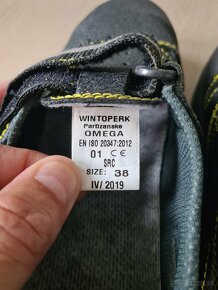 WINTOPERK
Partizanske
OMEGA
EN ISO 20347:2012
01 CE
SRC
SIZE: 38
IV/ 2019